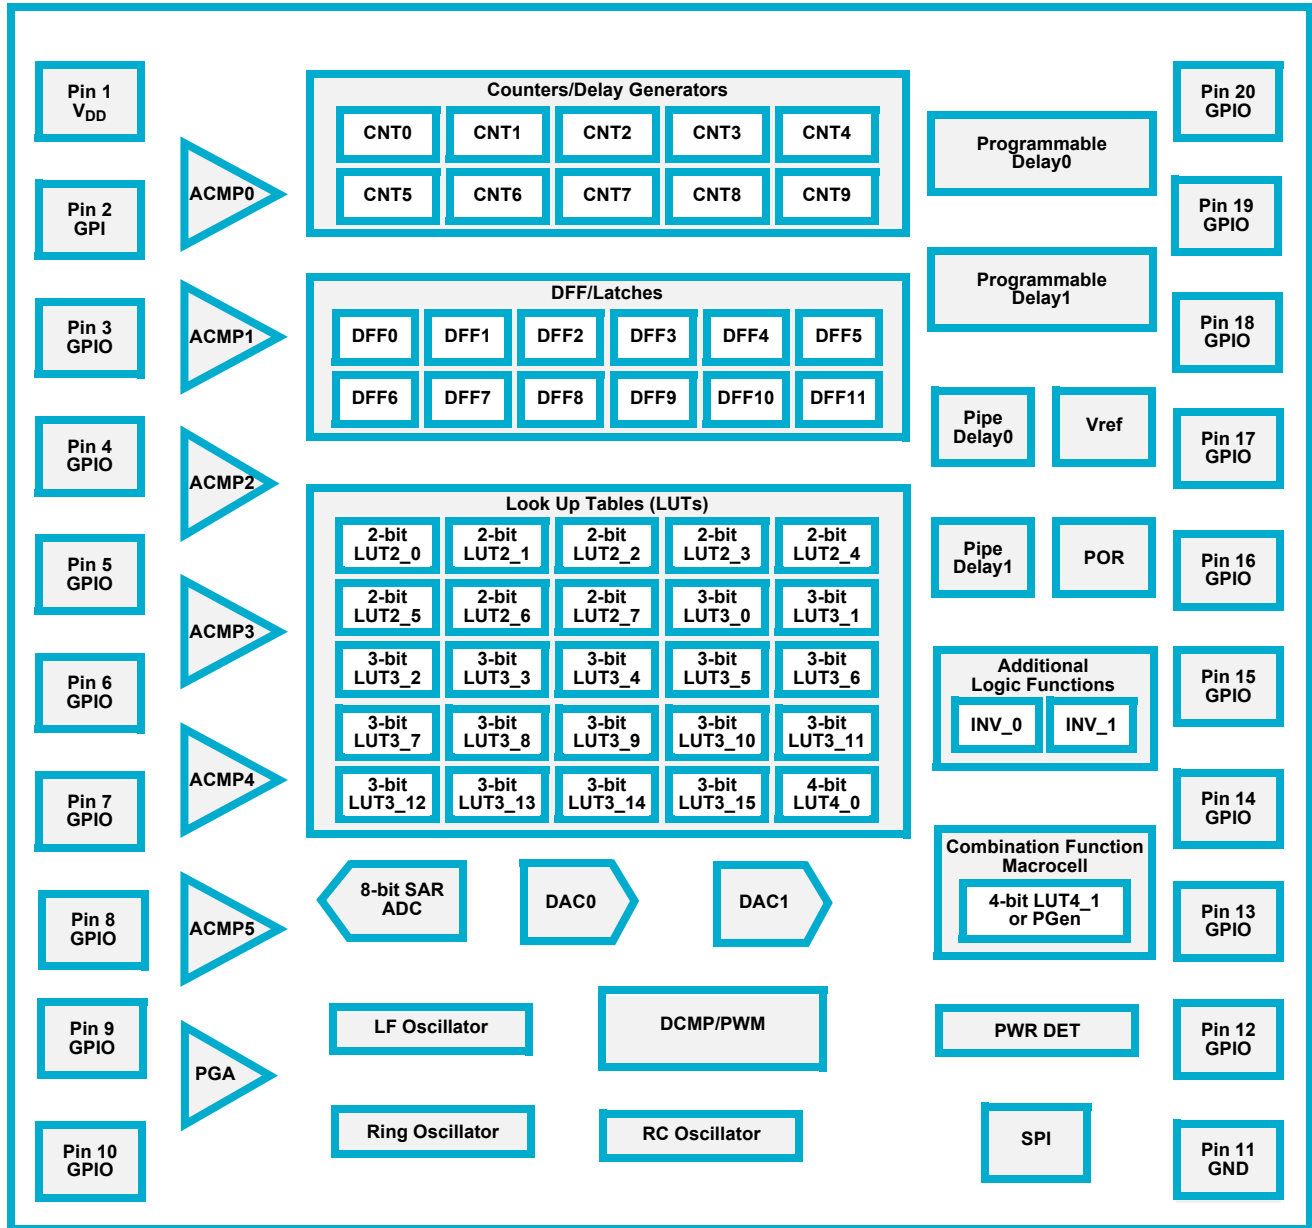 Pin 1
VDD
Pin 2
GPI
Pin 3
GPIO
Pin 4
GPIO
Pin 5
GPIO
Pin 6
GPIO
Pin 7
GPIO
Pin 8
GPIO
Pin 9
GPIO
Pin 10
GPIO
ACMP0
ACMP1
ACMP2
ACMP3
ACMP4
ACMP5
PGA
Counters/Delay Generators
CNT0 CNT1 CNT2 CNT3 CNT4
CNT5 CNT6 CNT7 CNT8 CNT9
DFF/Latches
DFF0 DFF1 DFF2 DFF3 DFF4 DFF5
DFF6 DFF7 DFF8 DFF9 DFF10 DFF11
Look Up Tables (LUTs)
2-bit 2-bit 2-bit 2-bit 2-bit
LUT2_0 LUT2_1 LUT2_2 LUT2_3 LUT2_4
2-bit 2-bit 2-bit 3-bit 3-bit
LUT2_5 LUT2_6 LUT2_7 LUT3_0 LUT3_1
3-bit 3-bit 3-bit 3-bit 3-bit
LUT3_2 LUT3_3 LUT3_4 LUT3_5 LUT3_6
3-bit 3-bit 3-bit 3-bit 3-bit
LUT3_7 LUT3_8 LUT3_9 LUT3_10 LUT3_11
3-bit 3-bit 3-bit 3-bit 4-bit
LUT3_12 LUT3_13 LUT3_14 LUT3_15 LUT4_0
8-bit SAR
ADC
DAC0
DAC1
LF Oscillator
DCMP/PWM
Ring Oscillator
RC Oscillator
Programmable
Delay0
Programmable
Delay1
Pipe
Delay0
Vref
Pipe
Delay1
POR
Additional
Logic Functions
INV_0 INV_1
Combination Function
Macrocell
4-bit LUT4_1
or PGen
PWR DET
SPI
Pin 20
GPIO
Pin 19
GPIO
Pin 18
GPIO
Pin 17
GPIO
Pin 16
GPIO
Pin 15
GPIO
Pin 14
GPIO
Pin 13
GPIO
Pin 12
GPIO
Pin 11
GND